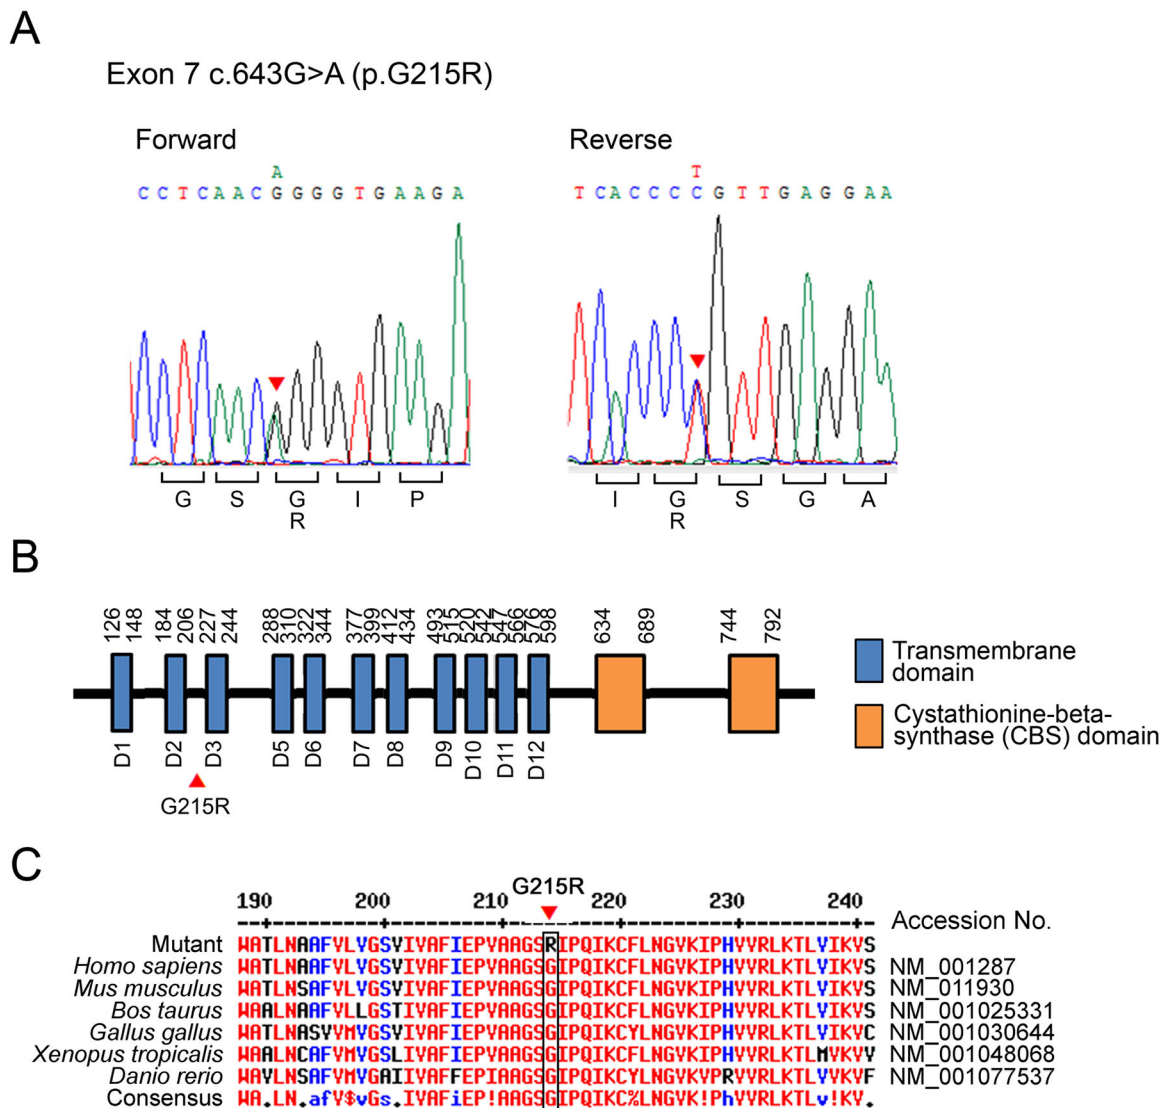 A
Exon 7 c.643G>A (p.G215R)
Forward
A
C C T C A A C G G G G T G A A G A
G S G I P
R
Reverse
T
T C A C C C C G T T G A G G A A
I G S G A
R
B
126 148 184 206 227 244 288 310 322 344 377 399 412 434 493 515 520 542 547 566 576 598 634 689 744 792
D1 D2 D3 D5 D6 D7 D8 D9 D10 D11 D12
G215R
Transmembrane
domain
Cystathionine-beta-
synthase (CBS) domain
C
G215R
190 200 210 220 230 240
Accession No.
Mutant WATLNAAFVLVGSVIVAFIEPVAAGSRIPQIKCFLNGVKIPHVVRLKTLVIKVS
Homo sapiens WATLNAAFVLVGSVIVAFIEPVAAGSGIPQIKCFLNGVKIPHVVRLKTLVIKVS NM_001287
Mus musculus WATLNSAFVLVGSVIVAFIEPVAAGSGIPQIKCFLNGVKIPHVVRLKTLVIKVS NM_011930
Bos taurus WAALNAAFVLLGSTIVAFIEPVAAGSGIPQIKCFLNGVKIPHVVRLKTLVIKVS NM_001025331
Gallus gallus WATLNASVVMVGSVIVAFIEPVAAGSGIPQIKCYLNGVKIPHVVRLKTLVIKVC NM_001030644
Xenopus tropicalis WAALNCAFVMVGSLIVAFIEPVAAGSGIPQIKCYLNGVKIPHVVRLKTLMVKVV NM_001048068
Danio rerio WAVLNSAFVMVGAIIVAFFEPIAAGSGIPQIKCYLNGVKVPRVVRLKTLVVKVF NM_001077537
Consensus WA.LN.afV$vGs.IVAFiEP!AAGSGIPQIKC%LNGVK!PhVVRLKTLv!KV.